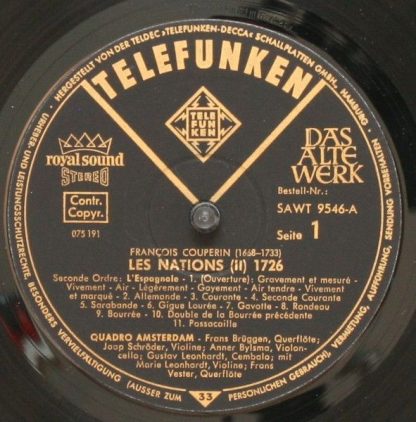 HERGESTELLT VON DER TELDEC »TELEFUNKEN-DECCA« SCHALLPLATTEN GMBH., HAMBURG
TELEFUNKEN
TELE
FUN
KEN
royal sound
STEREO
DAS
ALTE
WERK
Bestell-Nr.:
SAWT 9546-A
Contr.
Copyr.
Seite 1
075 191
FRANÇOIS COUPERIN (1668-1733)
LES NATIONS (II) 1726
Seconde Ordre: L'Espagnole - 1. (Ouverture): Gravement et mesuré -
Vivement - Air - Légèrement - Gayement - Air tendre - Vivement
et marqué - 2. Allemande - 3. Courante - 4. Seconde Courante
5. Sarabande - 6. Gigue Lourée - 7. Gavotte - 8. Rondeau
9. Bourrée - 10. Double de la Bourrée précédente
11. Passacaille
QUADRO AMSTERDAM - Frans Brüggen, Querflöte;
Jaap Schröder, Violine; Anner Bylsma, Violon-
cello; Gustav Leonhardt, Cembalo; mit
Marie Leonhardt, Violine; Frans
Vester, Querflöte
33
URHEBER- UND LEISTUNGSSCHUTZRECHTE, BESONDERS VERVIELFÄLTIGUNG (AUSSER ZUM PERSÖNLICHEN GEBRAUCH), VERMIETUNG, AUFFÜHRUNG, SENDUNG VORBEHALTEN